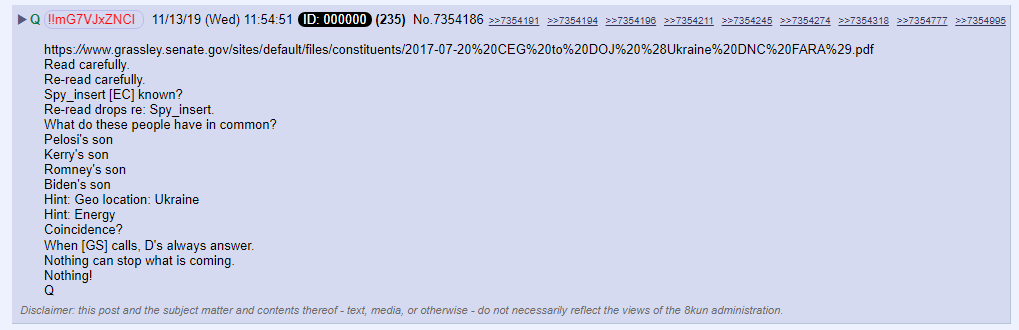 ▶ Q !!mG7VJxZNCI 11/13/19 (Wed) 11:54:51 ID: 000000 (235) No.7354186 >>7354191 >>7354194 >>7354196 >>7354211 >>7354245 >>7354274 >>7354318 >>7354777 >>7354995
https://www.grassley.senate.gov/sites/default/files/constituents/2017-07-20%20CEG%20to%20DOJ%20%28Ukraine%20DNC%20FARA%29.pdf
Read carefully.
Re-read carefully.
Spy_insert [EC] known?
Re-read drops re: Spy_insert.
What do these people have in common?
Pelosi's son
Kerry's son
Romney's son
Biden's son
Hint: Geo location: Ukraine
Hint: Energy
Coincidence?
When [GS] calls, D's always answer.
Nothing can stop what is coming.
Nothing!
Q
Disclaimer: this post and the subject matter and contents thereof - text, media, or otherwise - do not necessarily reflect the views of the 8kun administration.